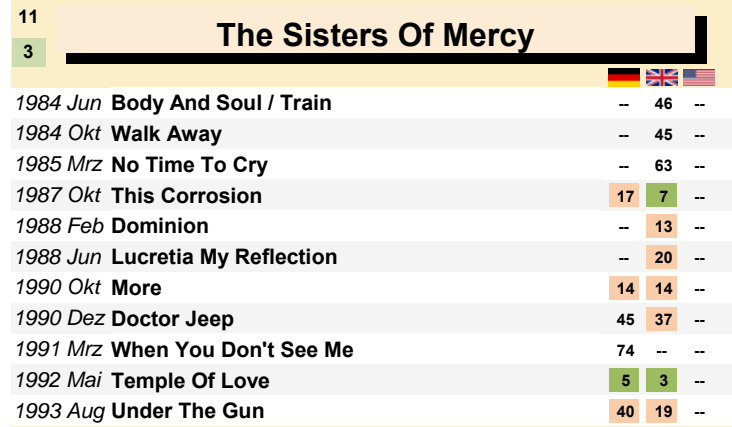 11
The Sisters Of Mercy
3
1984 Jun Body And Soul / Train -- 46 --
1984 Okt Walk Away -- 45 --
1985 Mrz No Time To Cry -- 63 --
1987 Okt This Corrosion 17 7 --
1988 Feb Dominion -- 13 --
1988 Jun Lucretia My Reflection -- 20 --
1990 Okt More 14 14 --
1990 Dez Doctor Jeep 45 37 --
1991 Mrz When You Don't See Me 74 -- --
1992 Mai Temple Of Love 5 3 --
1993 Aug Under The Gun 40 19 --